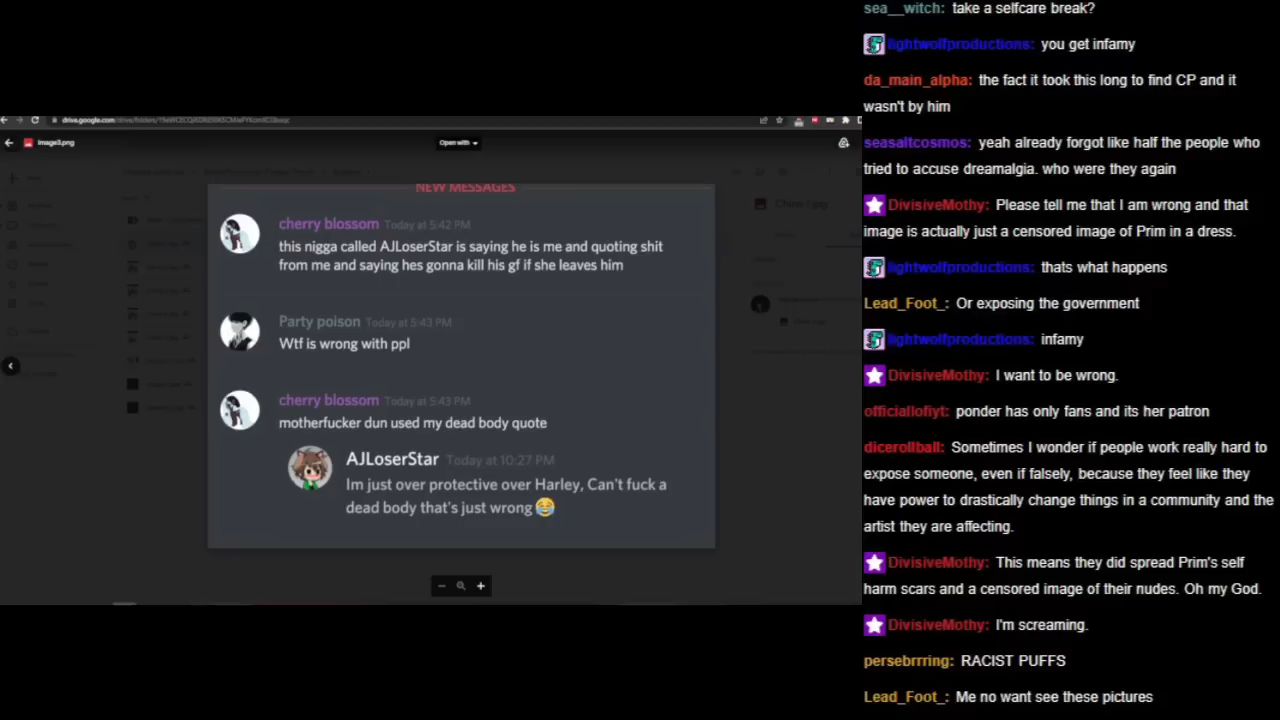 drive.google.com/drive/folders/
image3.png
Open with
NEW MESSAGES
cherry blossom Today at 5:42 PM
this nigga called AJLoserStar is saying he is me and quoting shit
from me and saying hes gonna kill his gf if she leaves him
Party poison Today at 5:43 PM
Wtf is wrong with ppl
cherry blossom Today at 5:43 PM
motherfucker dun used my dead body quote
AJLoserStar Today at 10:27 PM
Im just over protective over Harley, Can't fuck a
dead body that's just wrong 😂
sea__witch: take a selfcare break?
lightwolfproductions: you get infamy
da_main_alpha: the fact it took this long to find CP and it
wasn't by him
seasaltcosmos: yeah already forgot like half the people who
tried to accuse dreamalgia. who were they again
DivisiveMothy: Please tell me that I am wrong and that
image is actually just a censored image of Prim in a dress.
lightwolfproductions: thats what happens
Lead_Foot_: Or exposing the government
lightwolfproductions: infamy
DivisiveMothy: I want to be wrong.
officiallofiyt: ponder has only fans and its her patron
dicerollball: Sometimes I wonder if people work really hard to
expose someone, even if falsely, because they feel like they
have power to drastically change things in a community and the
artist they are affecting.
DivisiveMothy: This means they did spread Prim's self
harm scars and a censored image of their nudes. Oh my God.
DivisiveMothy: I'm screaming.
persebrrring: RACIST PUFFS
Lead_Foot_: Me no want see these pictures